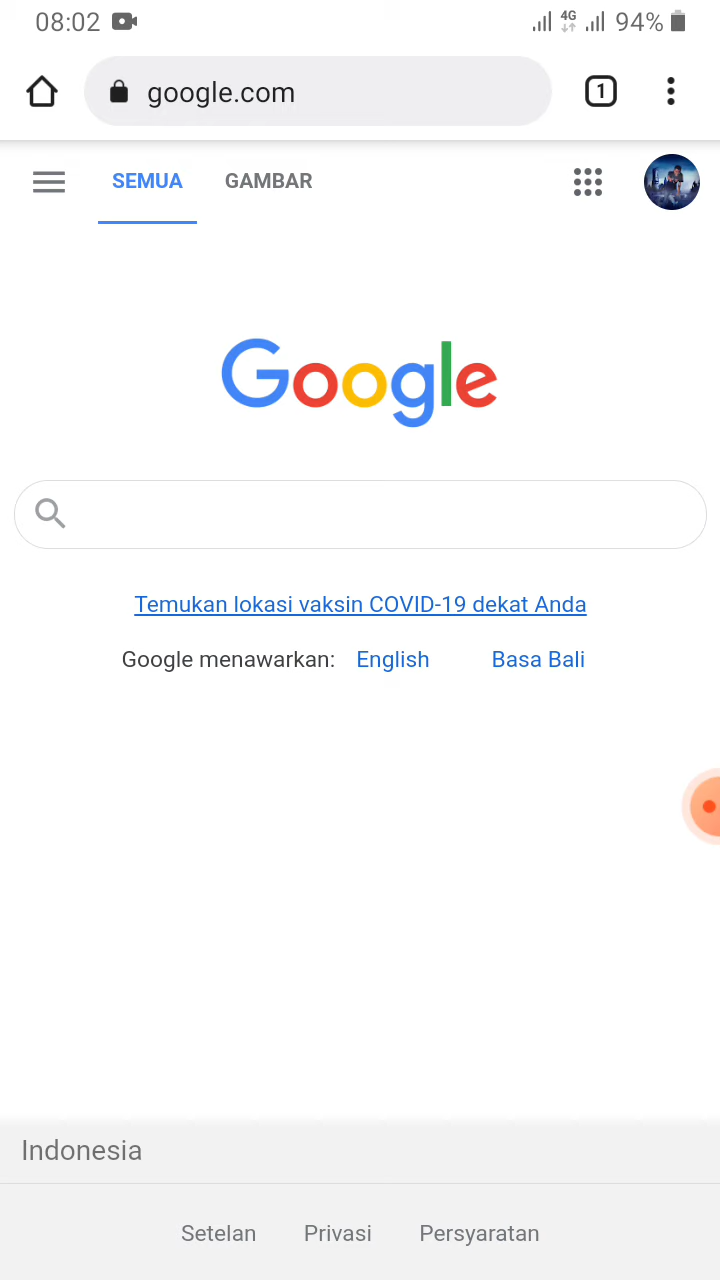 08:02 4G 94%
google.com 1
SEMUA GAMBAR
Google
Temukan lokasi vaksin COVID-19 dekat Anda
Google menawarkan: English Basa Bali
Indonesia
Setelan Privasi Persyaratan